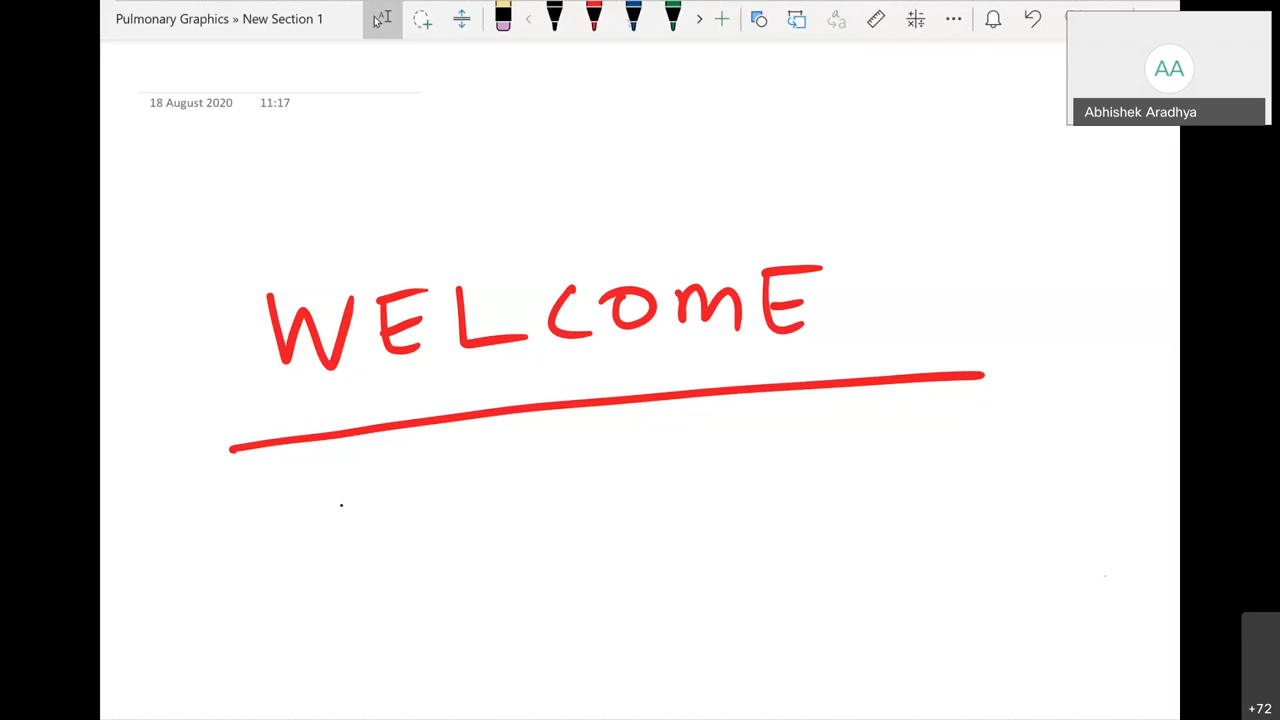 Pulmonary Graphics » New Section 1
AA
Abhishek Aradhya
18 August 2020 11:17
WELCOME
+72